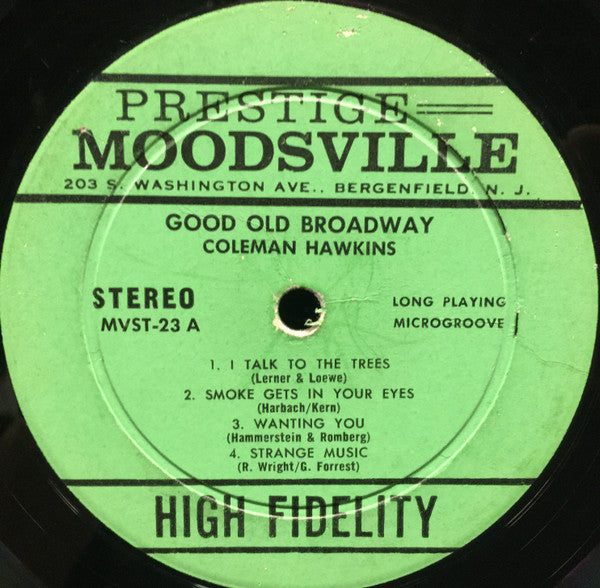 PRESTIGE
MOODSVILLE
203 S. WASHINGTON AVE., BERGENFIELD, N. J.
GOOD OLD BROADWAY
COLEMAN HAWKINS
STEREO
MVST-23 A
LONG PLAYING
MICROGROOVE
1. I TALK TO THE TREES
(Lerner & Loewe)
2. SMOKE GETS IN YOUR EYES
(Harbach/Kern)
3. WANTING YOU
(Hammerstein & Romberg)
4. STRANGE MUSIC
(R. Wright/G. Forrest)
HIGH FIDELITY